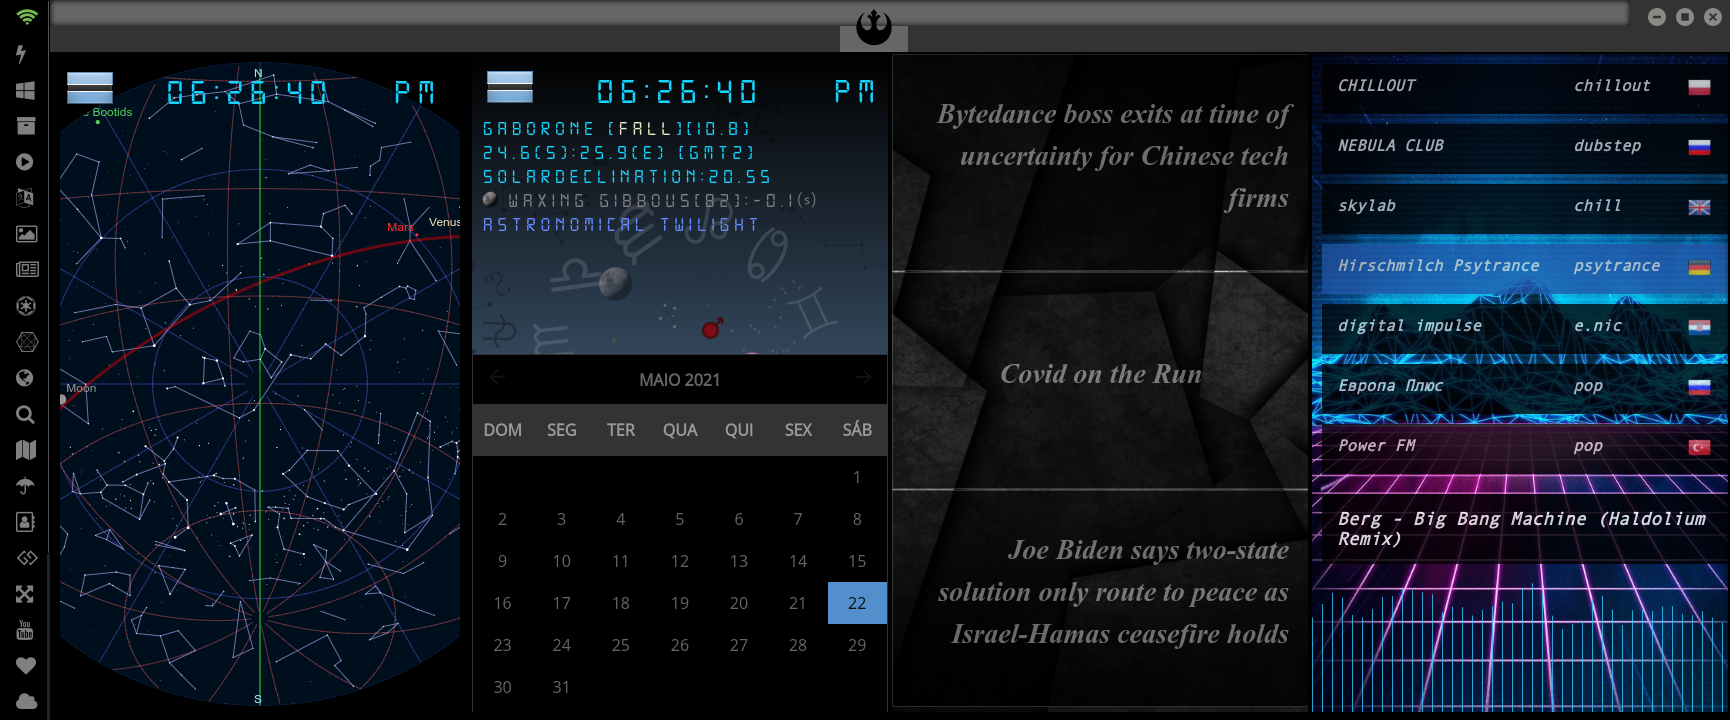 N
06:26:40 PM
Bootids
Mars
Venus
Moon
S
06:26:40 PM
GABORONE (FALL)(10.8)
24.6(S):25.9(E) (GMT2)
SOLARDECLINATION:20.55
WAXING GIBBOUS(82):-0.1(s)
ASTRONOMICAL TWILIGHT
MAIO 2021
DOM SEG TER QUA QUI SEX SÁB
1
2 3 4 5 6 7 8
9 10 11 12 13 14 15
16 17 18 19 20 21 22
23 24 25 26 27 28 29
30 31
Bytedance boss exits at time of
uncertainty for Chinese tech
firms
Covid on the Run
Joe Biden says two-state
solution only route to peace as
Israel-Hamas ceasefire holds
CHILLOUT chillout
NEBULA CLUB dubstep
skylab chill
Hirschmilch Psytrance psytrance
digital impulse e.nic
Европа Плюс pop
Power FM pop
Berg - Big Bang Machine (Haldolium
Remix)
You
Tube